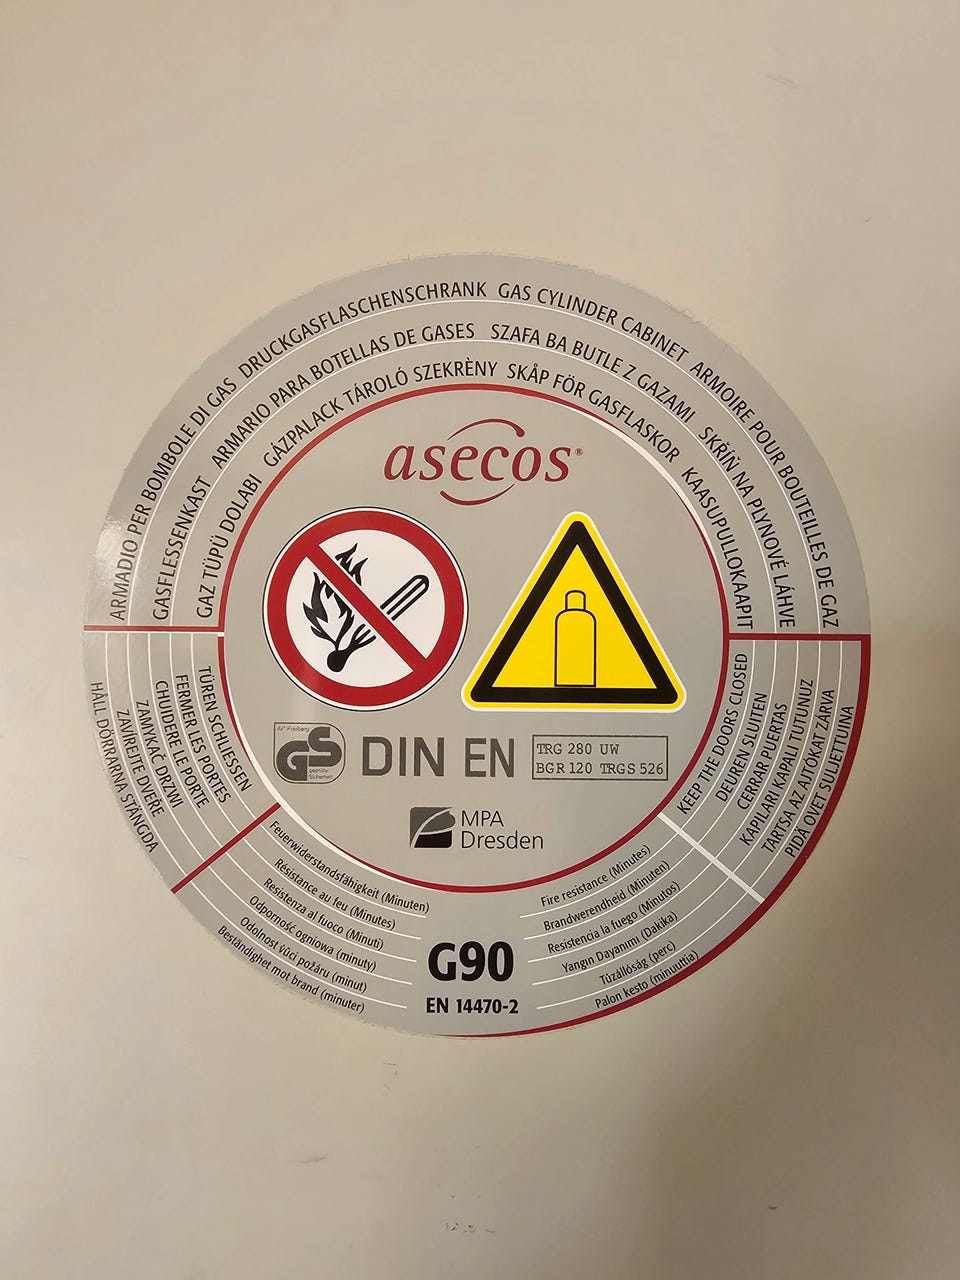 DRUCKGASFLASCHENSCHRANK
GAS CYLINDER CABINET
ARMOIRE POUR BOUTEILLES DE GAZ
ARMADIO PER BOMBOLE DI GAS
ARMARIO PARA BOTELLAS DE GASES
SZAFA BA BUTLE Z GAZAMI
SKŘÍŇ NA PLYNOVÉ LÁHVE
GASFLESSENKAST
GÁZPALACK TÁROLÓ SZEKRÈNY
SKÅP FÖR GASFLASKOR
KAASUPULLOKAAPIT
GAZ TÜPÜ DOLABI
asecos®
GS
geprüfte
Sicherheit
DIN EN
TRG 280 UW
BGR 120 TRGS 526
MPA
Dresden
TÜREN SCHLIESSEN
FERMER LES PORTES
CHUIDERE LE PORTE
ZAMYKAĆ DRZWI
ZAVÍREJTE DVEŘE
HÅLL DÖRRARNA STÄNGDA
KEEP THE DOORS CLOSED
DEUREN SLUITEN
CERRAR PUERTAS
KAPILARI KAPALI TUTUNUZ
TARTSA AZ AJTÓKAT ZÁRVA
PIDÄ OVET SULJETTUINA
Feuerwiderstandsfähigkeit (Minuten)
Résistance au feu (Minutes)
Resistenza al fuoco (Minuti)
Odporność ogniowa (minuty)
Odolnost vůci požáru (minut)
Beständighet mot brand (minuter)
Fire resistance (Minutes)
Brandwerendheid (Minuten)
Resistencia la fuego (Minutos)
Yangın Dayanımı (Dakika)
Tűzállóság (perc)
Palon kesto (minuuttia)
G90
EN 14470-2